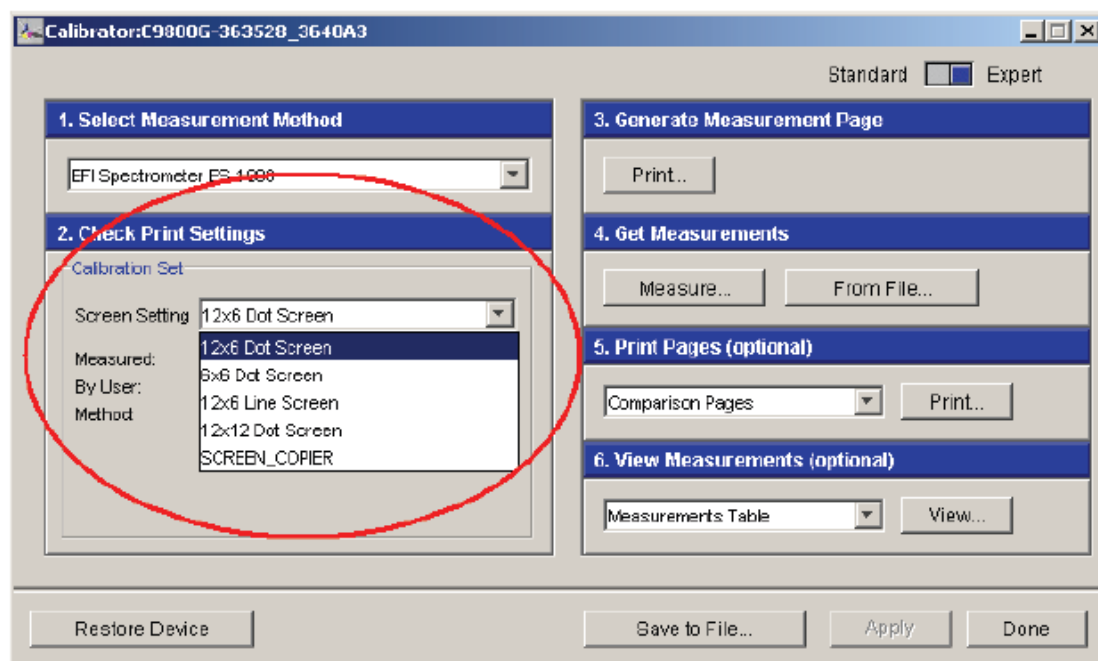 Calibrator:C9800G-363528_3640A3
Standard Expert
1. Select Measurement Method
EFI Spectrometer ES-1000
2. Check Print Settings
Calibration Set
Screen Setting 12x6 Dot Screen
12x6 Dot Screen
6x6 Dot Screen
12x6 Line Screen
12x12 Dot Screen
SCREEN_COPIER
Measured:
By User:
Method:
3. Generate Measurement Page
Print..
4. Get Measurements
Measure... From File...
5. Print Pages (optional)
Comparison Pages Print...
6. View Measurements (optional)
Measurements Table View...
Restore Device Save to File... Apply Done